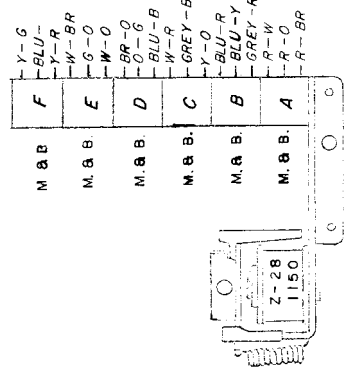 Y-G
BLU-
Y-R
M. & B. F
W-BR
G-O
W-O
M. & B. E
BR-O
O-G
BLU-B
M. & B. D
W-R
GREY-B
Y-O
M. & B. C
BLU-R
BLU-Y
GREY-R
M. & B. B
R-W
R-O
R-BR
M. & B. A
Z-28
1150